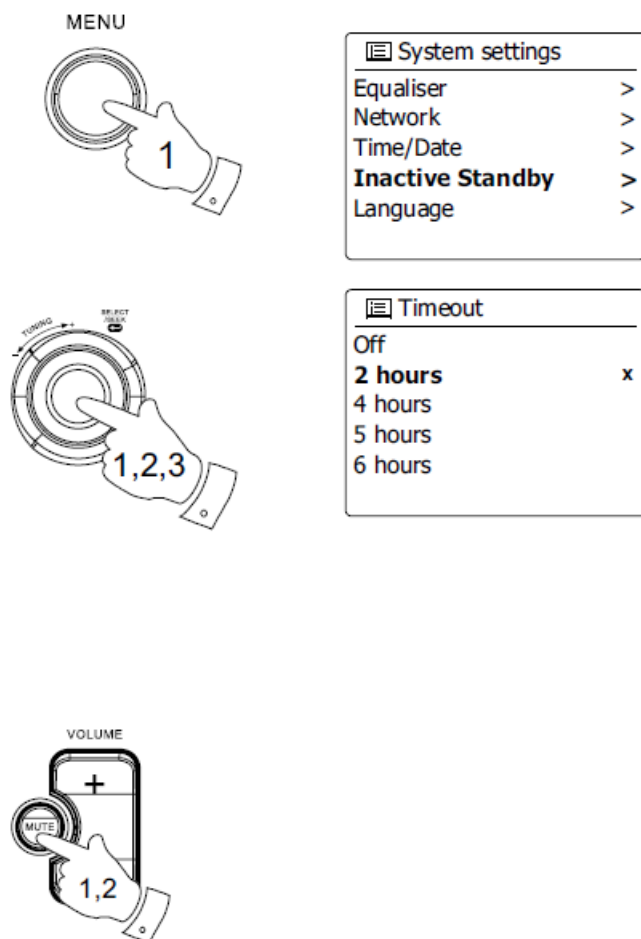 MENU
1
System settings
Equaliser >
Network >
Time/Date >
Inactive Standby >
Language >
TUNING
- +
SELECT
/SEEK
1,2,3
Timeout
Off
2 hours x
4 hours
5 hours
6 hours
VOLUME
+
MUTE
1,2